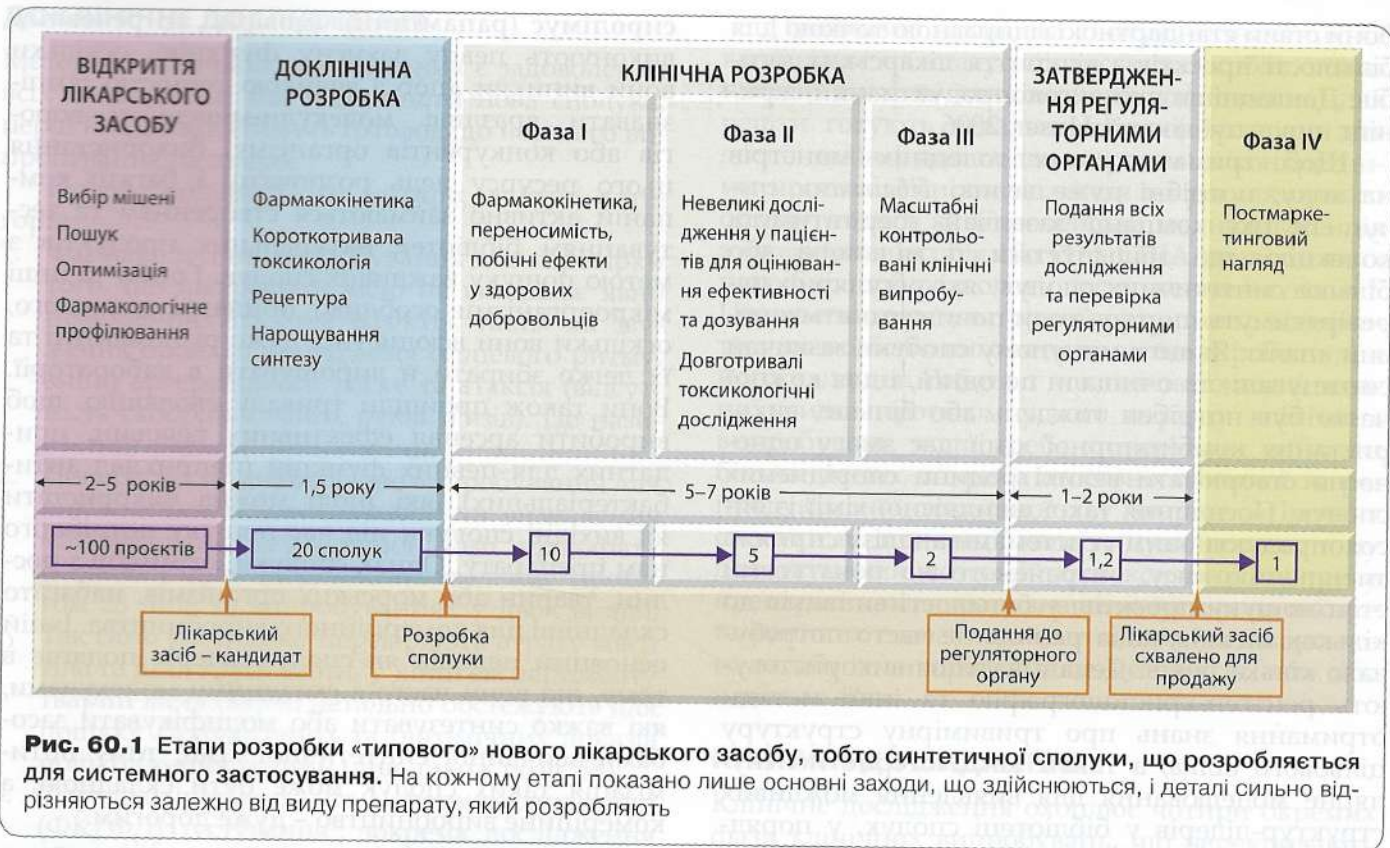 ВІДКРИТТЯ
ЛІКАРСЬКОГО
ЗАСОБУ
Вибір мішені
Пошук
Оптимізація
Фармакологічне
профілювання
ДОКЛІНІЧНА
РОЗРОБКА
Фармакокінетика
Короткотривала
токсикологія
Рецептура
Нарощування
синтезу
КЛІНІЧНА РОЗРОБКА
Фаза I
Фармакокінетика,
переносимість,
побічні ефекти
у здорових
добровольців
Фаза II
Невеликі дослі-
дження у пацієн-
тів для оцінюван-
ня ефективності
та дозування
Довготривалі
токсикологічні
дослідження
Фаза III
Масштабні
контрольо-
вані клінічні
випробу-
вання
ЗАТВЕРДЖЕН-
НЯ РЕГУЛЯ-
ТОРНИМИ
ОРГАНАМИ
Подання всіх
результатів
дослідження
та перевірка
регуляторними
органами
Фаза IV
Постмарке-
тинговий
нагляд
2–5 років
1,5 року
5–7 років
1–2 роки
~100 проєктів
20 сполук
10
5
2
1,2
1
Лікарський
засіб – кандидат
Розробка
сполуки
Подання до
регуляторного
органу
Лікарський засіб
схвалено для
продажу
Рис. 60.1 Етапи розробки «типового» нового лікарського засобу, тобто синтетичної сполуки, що розробляється
для системного застосування. На кожному етапі показано лише основні заходи, що здійснюються, і деталі сильно від-
різняються залежно від виду препарату, який розробляють